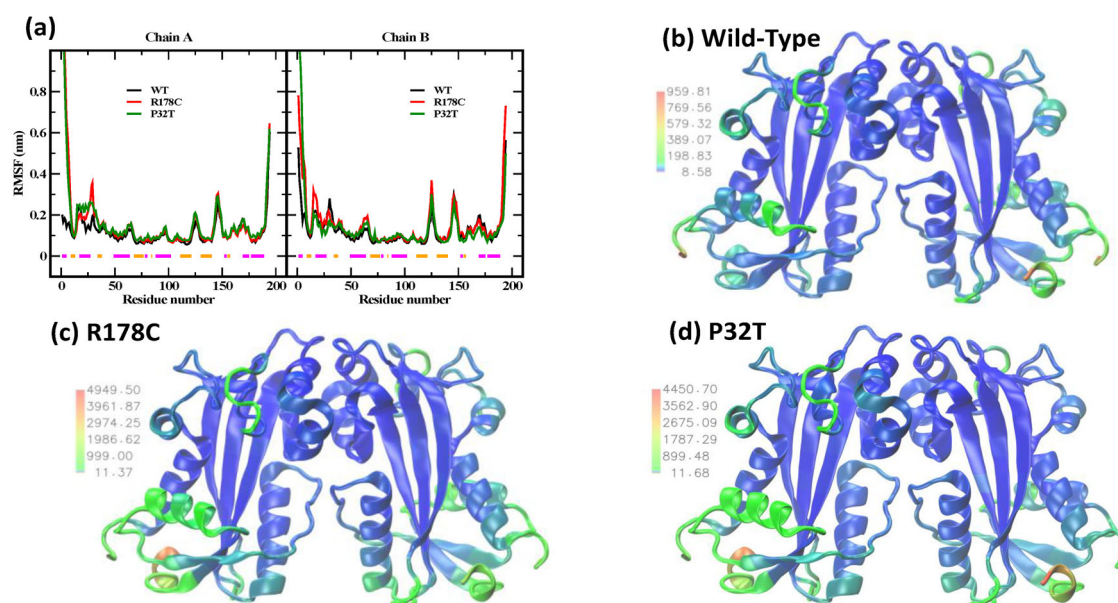 (a)
Chain A
Chain B
WT
R178C
P32T
WT
R178C
P32T
RMSF (nm)
0.8
0.6
0.4
0.2
0
0 50 100 150 200
0 50 100 150 200
Residue number
Residue number
(b) Wild-Type
959.81
769.56
579.32
389.07
198.83
8.58
(c) R178C
4949.50
3961.87
2974.25
1986.62
999.00
11.37
(d) P32T
4450.70
3562.90
2675.09
1787.29
899.48
11.68